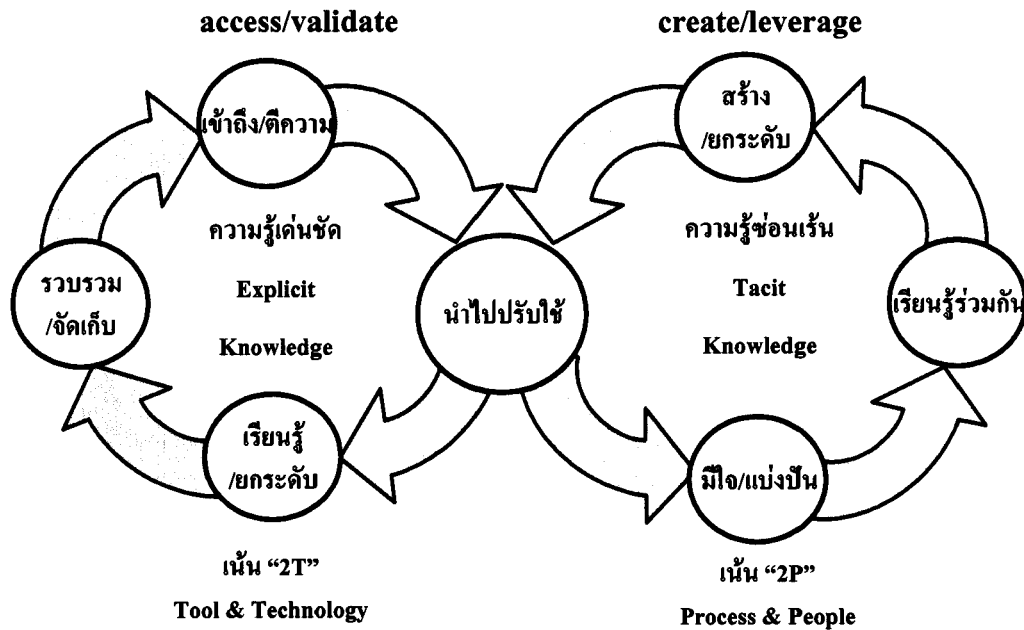 access/validate
create/leverage
เข้าถึง/ตีความ
สร้าง
/ยกระดับ
ความรู้เด่นชัด
Explicit
Knowledge
ความรู้ซ่อนเร้น
Tacit
Knowledge
รวบรวม
/จัดเก็บ
นำไปปรับใช้
เรียนรู้ร่วมกัน
เรียนรู้
/ยกระดับ
มีใจ/แบ่งปัน
เน้น “2T”
Tool & Technology
เน้น “2P”
Process & People